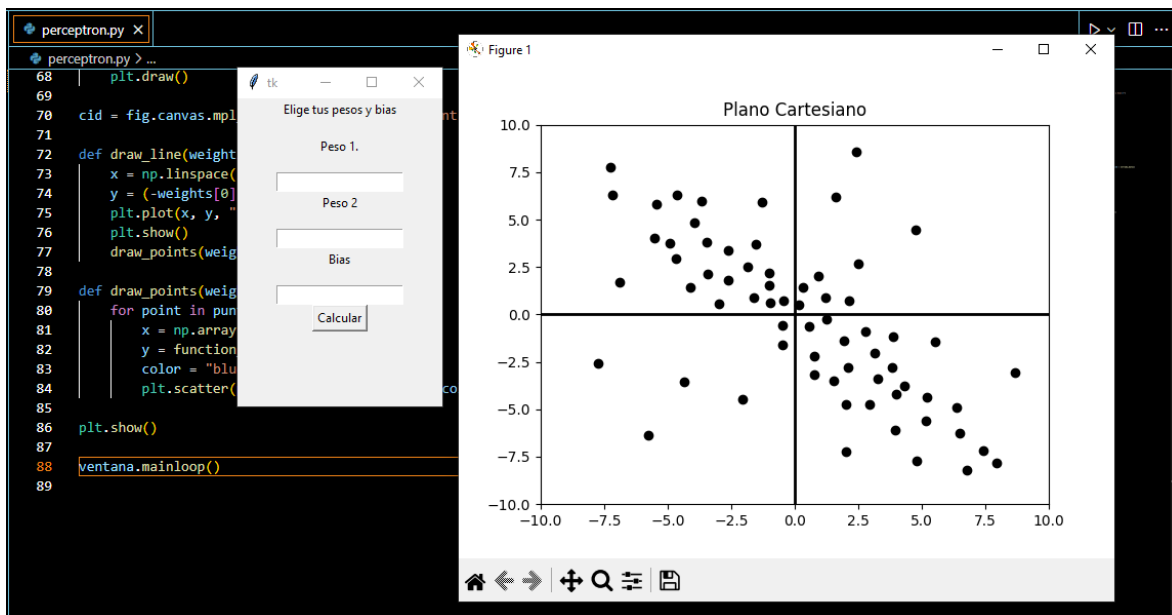 perceptron.py
perceptron.py > ...
68 plt.draw()
69
70 cid = fig.canvas.mpl
71
72 def draw_line(weight
73 x = np.linspace(
74 y = (-weights[0]
75 plt.plot(x, y, "
76 plt.show()
77 draw_points(weig
78
79 def draw_points(weig
80 for point in pun
81 x = np.array
82 y = function
83 color = "blu
84 plt.scatter(
85
86 plt.show()
87
88 ventana.mainloop()
89
tk
Elige tus pesos y bias
Peso 1.
Peso 2
Bias
Calcular
Figure 1
Plano Cartesiano
10.0
7.5
5.0
2.5
0.0
−2.5
−5.0
−7.5
−10.0
−10.0 −7.5 −5.0 −2.5 0.0 2.5 5.0 7.5 10.0